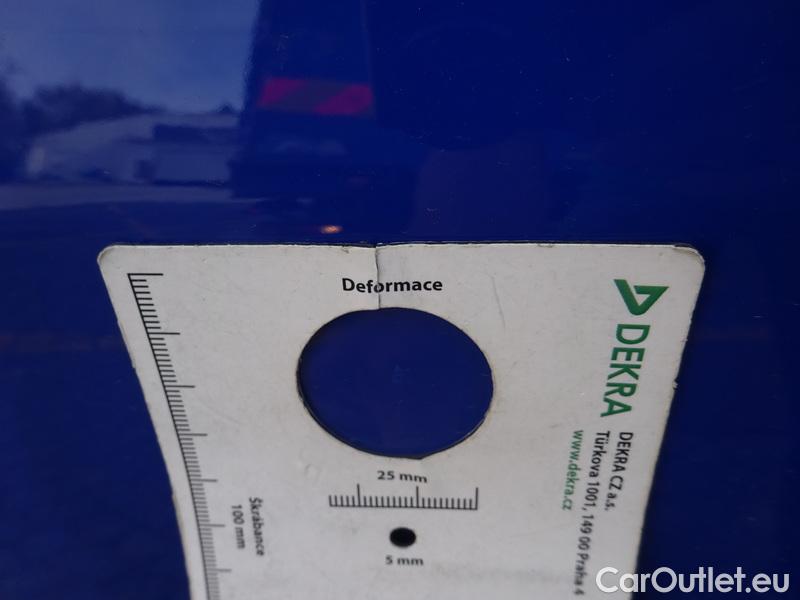 Deformace
25 mm
5 mm
Škrábance
100 mm
DEKRA
DEKRA CZ a.s.
Türkova 1001, 149 00 Praha 4
www.dekra.cz
CarOutlet.eu